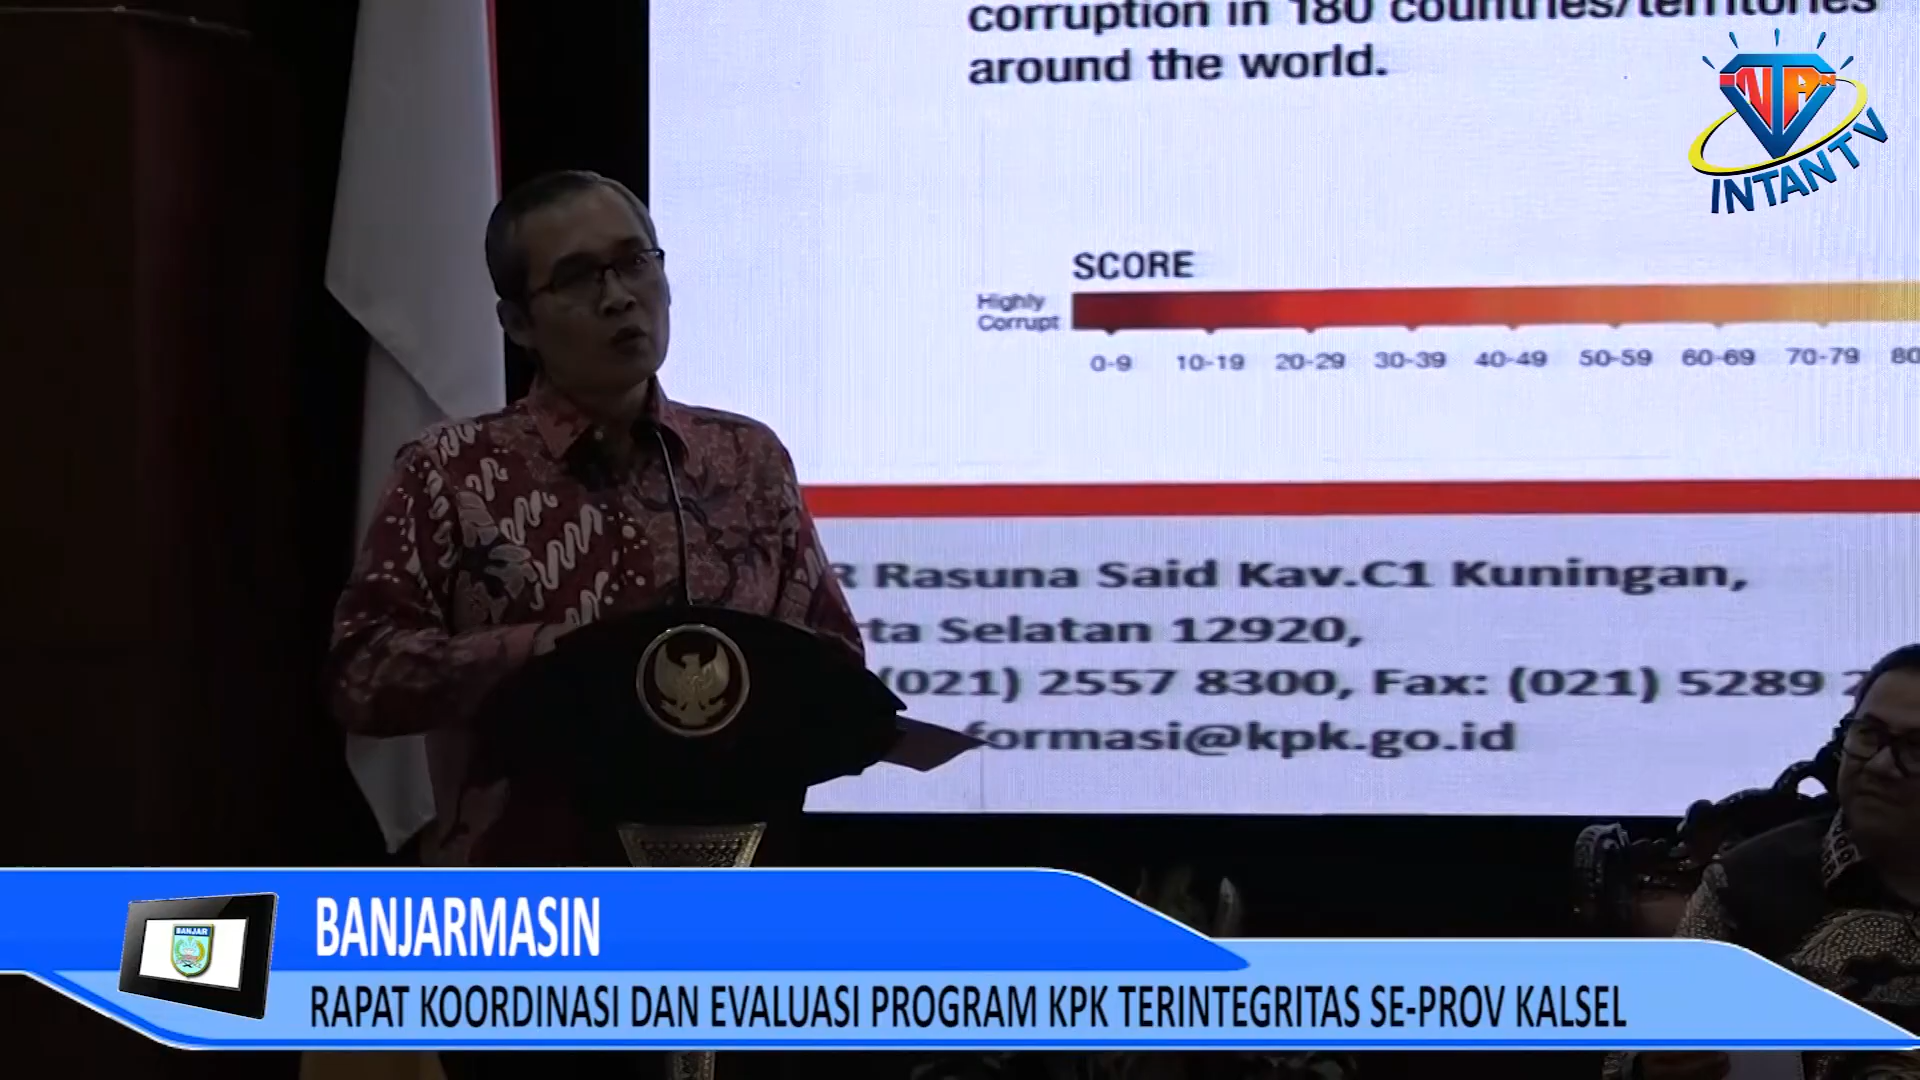 corruption in 180 countries/territories
around the world.
INTAN
INTAN TV
SCORE
Highly
Corrupt
0-9 10-19 20-29 30-39 40-49 50-59 60-69 70-79 80
R Rasuna Said Kav.C1 Kuningan,
ta Selatan 12920,
(021) 2557 8300, Fax: (021) 5289 2
formasi@kpk.go.id
BANJARMASIN
BANJAR
RAPAT KOORDINASI DAN EVALUASI PROGRAM KPK TERINTEGRITAS SE-PROV KALSEL